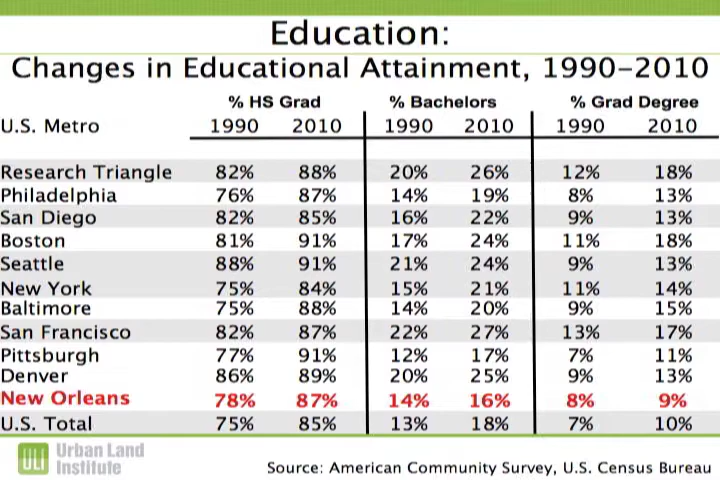 Education:
Changes in Educational Attainment, 1990–2010
% HS Grad % Bachelors % Grad Degree
U.S. Metro 1990 2010 1990 2010 1990 2010
Research Triangle 82% 88% 20% 26% 12% 18%
Philadelphia 76% 87% 14% 19% 8% 13%
San Diego 82% 85% 16% 22% 9% 13%
Boston 81% 91% 17% 24% 11% 18%
Seattle 88% 91% 21% 24% 9% 13%
New York 75% 84% 15% 21% 11% 14%
Baltimore 75% 88% 14% 20% 9% 15%
San Francisco 82% 87% 22% 27% 13% 17%
Pittsburgh 77% 91% 12% 17% 7% 11%
Denver 86% 89% 20% 25% 9% 13%
New Orleans 78% 87% 14% 16% 8% 9%
U.S. Total 75% 85% 13% 18% 7% 10%
ULI Urban Land
Institute
Source: American Community Survey, U.S. Census Bureau